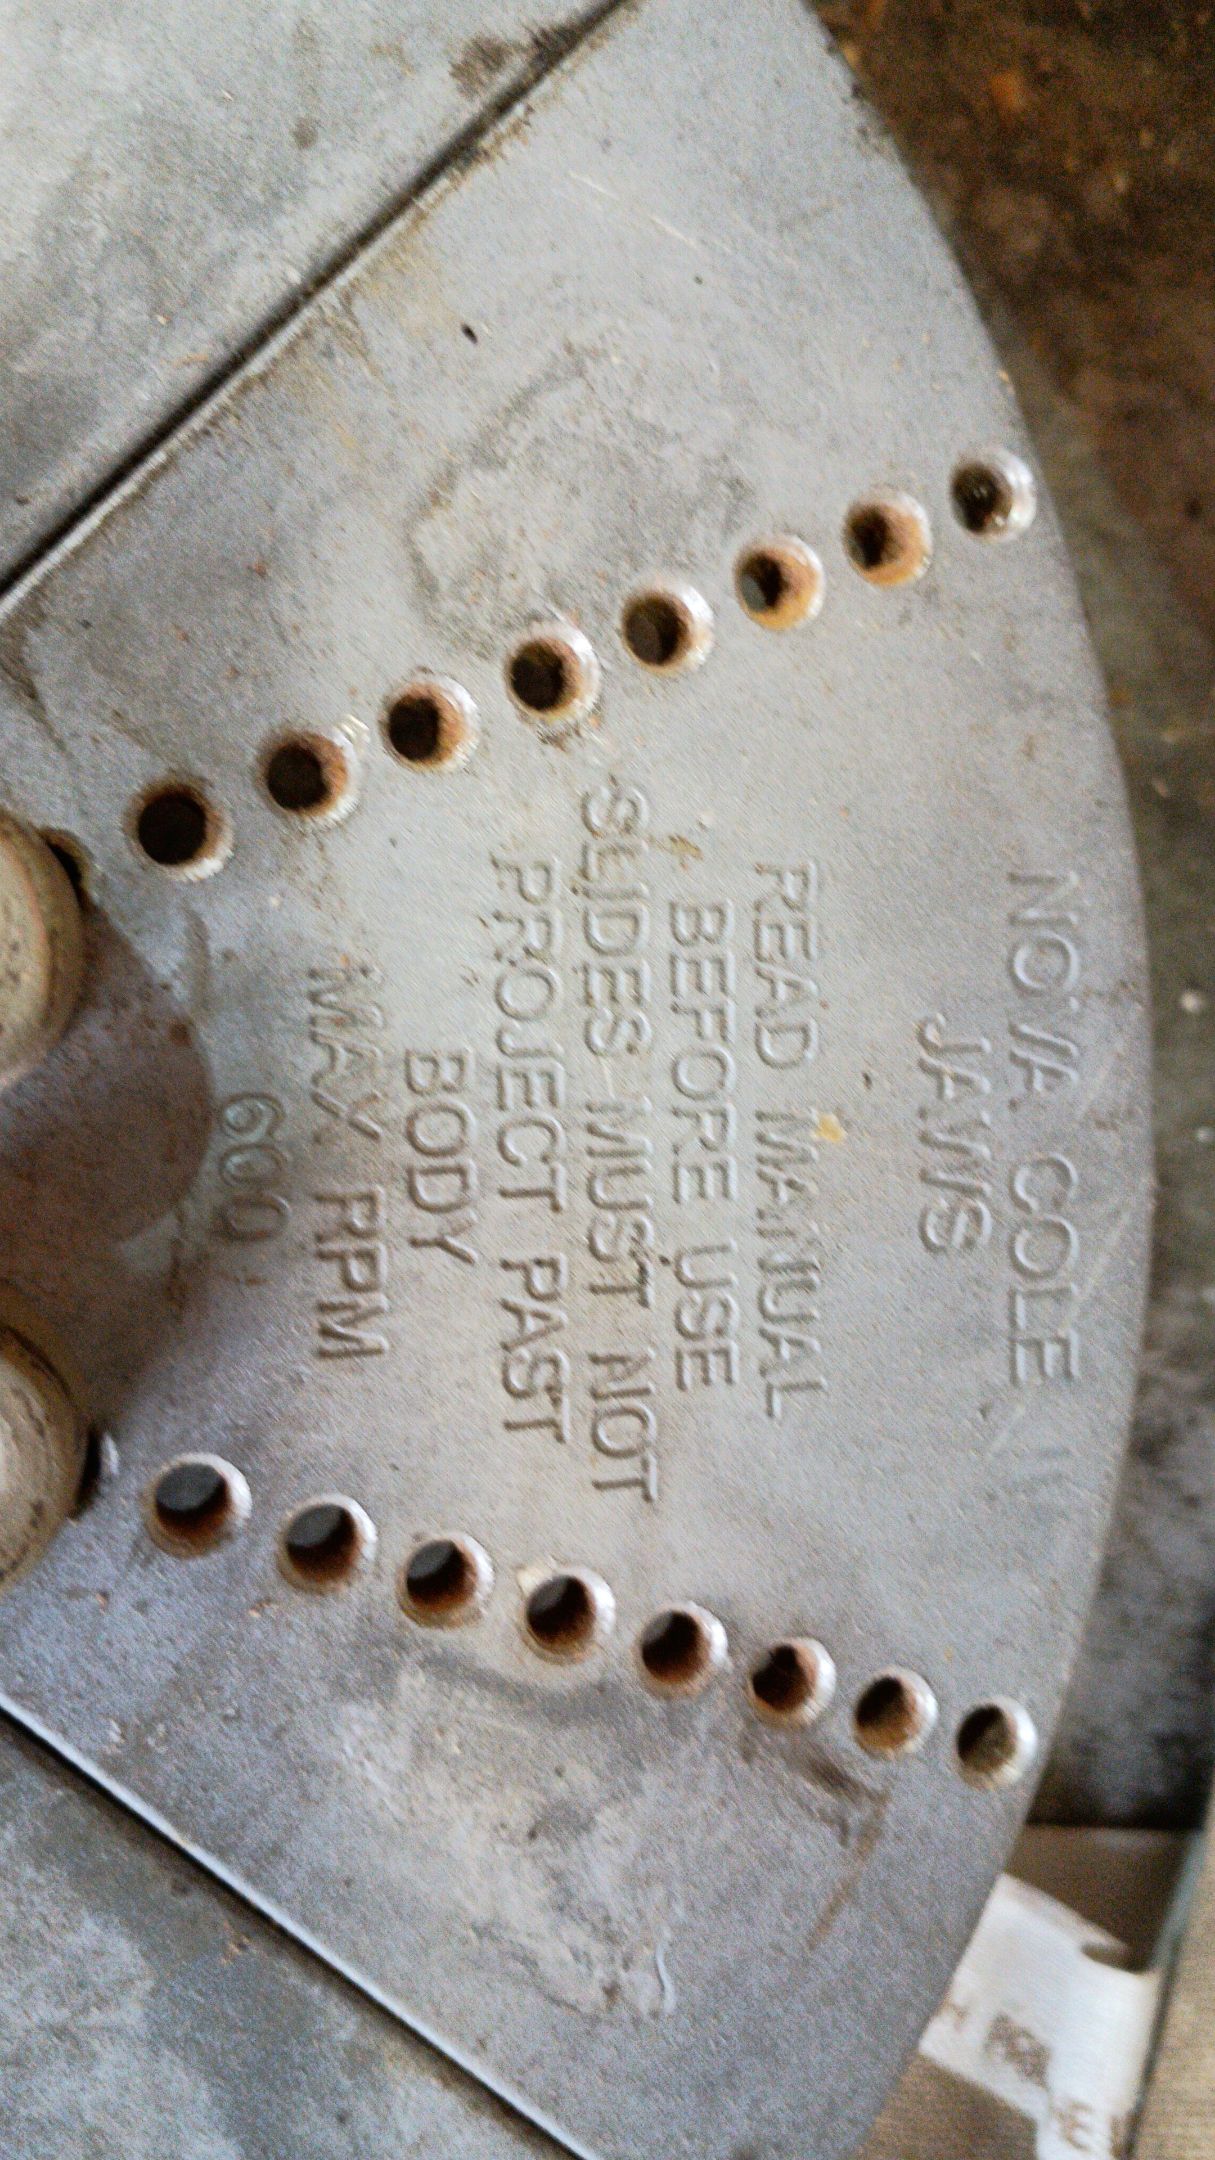 NOVA COLE
JAWS
READ MANUAL
BEFORE USE
SLIDES MUST NOT
PROJECT PAST
BODY
MAX RPM
600